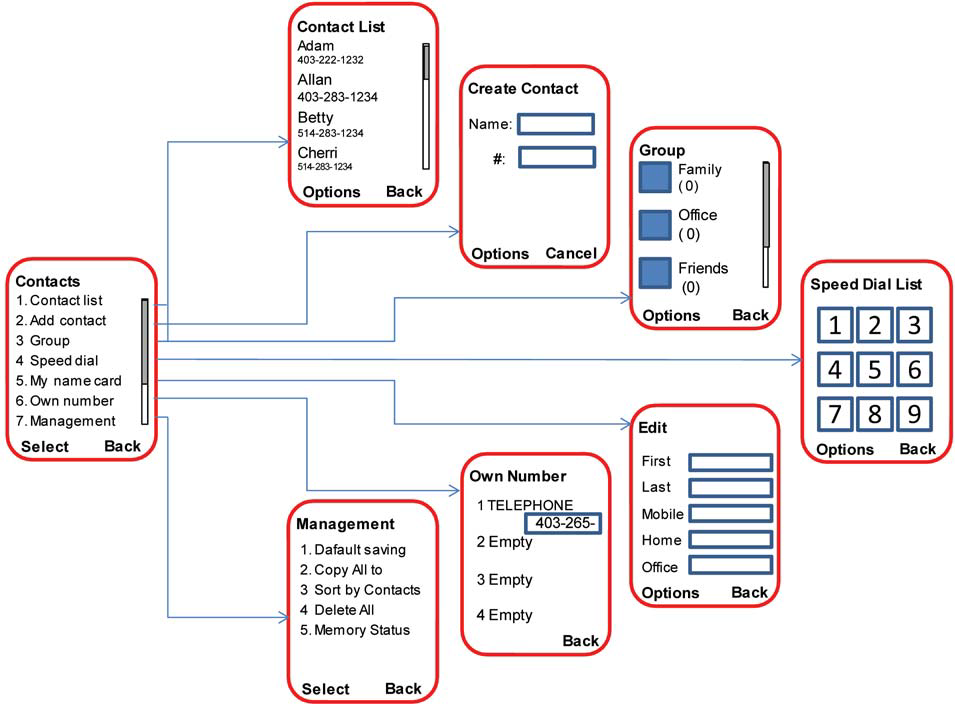 Contact List
Adam
403-222-1232
Allan
403-283-1234
Betty
514-283-1234
Cherri
514-283-1234
Options Back
Create Contact
Name:
#:
Options Cancel
Group
Family
( 0)
Office
( 0)
Friends
(0)
Options Back
Contacts
1. Contact list
2. Add contact
3 Group
4 Speed dial
5. My name card
6. Own number
7. Management
Select Back
Speed Dial List
1 2 3
4 5 6
7 8 9
Options Back
Edit
First
Last
Mobile
Home
Office
Options Back
Own Number
1 TELEPHONE
403-265-
2 Empty
3 Empty
4 Empty
Back
Management
1. Dafault saving
2. Copy All to
3 Sort by Contacts
4 Delete All
5. Memory Status
Select Back